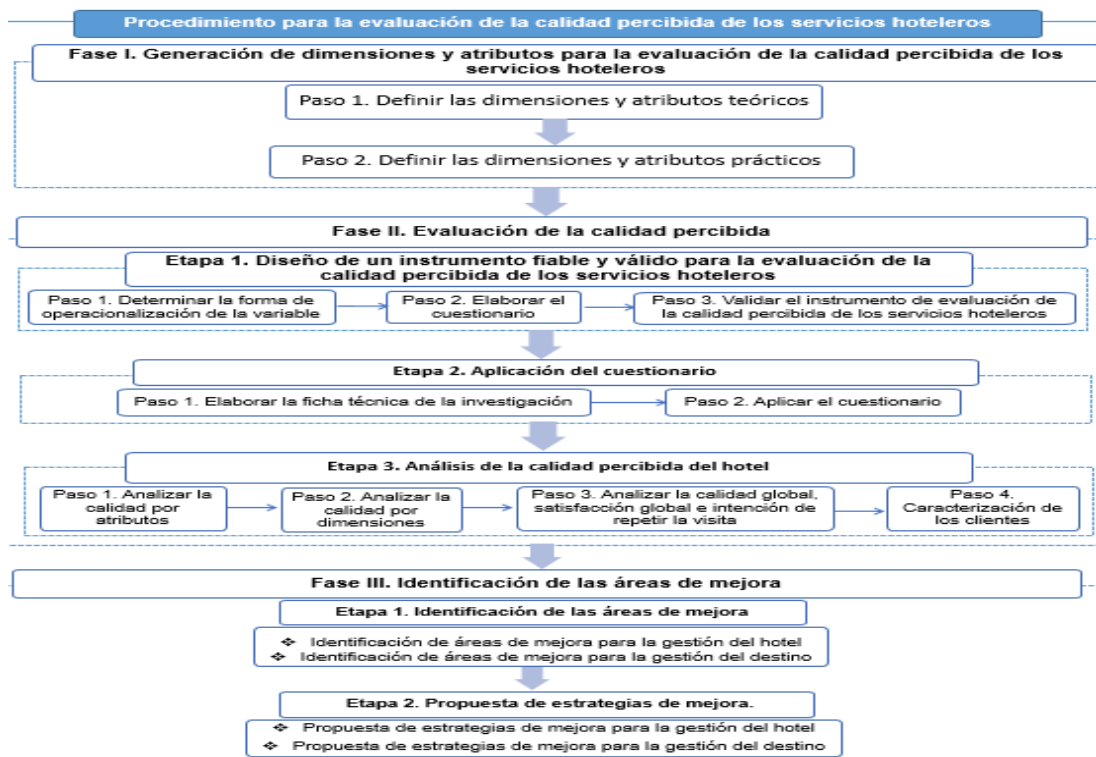 Procedimiento para la evaluación de la calidad percibida de los servicios hoteleros
Fase I. Generación de dimensiones y atributos para la evaluación de la calidad percibida de los
servicios hoteleros
Paso 1. Definir las dimensiones y atributos teóricos
Paso 2. Definir las dimensiones y atributos prácticos
Fase II. Evaluación de la calidad percibida
Etapa 1. Diseño de un instrumento fiable y válido para la evaluación de la
calidad percibida de los servicios hoteleros
Paso 1. Determinar la forma de
operacionalización de la variable
Paso 2. Elaborar el
cuestionario
Paso 3. Validar el instrumento de evaluación de
la calidad percibida de los servicios hoteleros
Etapa 2. Aplicación del cuestionario
Paso 1. Elaborar la ficha técnica de la investigación
Paso 2. Aplicar el cuestionario
Etapa 3. Análisis de la calidad percibida del hotel
Paso 1. Analizar la
calidad por
atributos
Paso 2. Analizar la
calidad por
dimensiones
Paso 3. Analizar la calidad global,
satisfacción global e intención de
repetir la visita
Paso 4.
Caracterización de
los clientes
Fase III. Identificación de las áreas de mejora
Etapa 1. Identificación de las áreas de mejora
❖ Identificación de áreas de mejora para la gestión del hotel
❖ Identificación de áreas de mejora para la gestión del destino
Etapa 2. Propuesta de estrategias de mejora.
❖ Propuesta de estrategias de mejora para la gestión del hotel
❖ Propuesta de estrategias de mejora para la gestión del destino